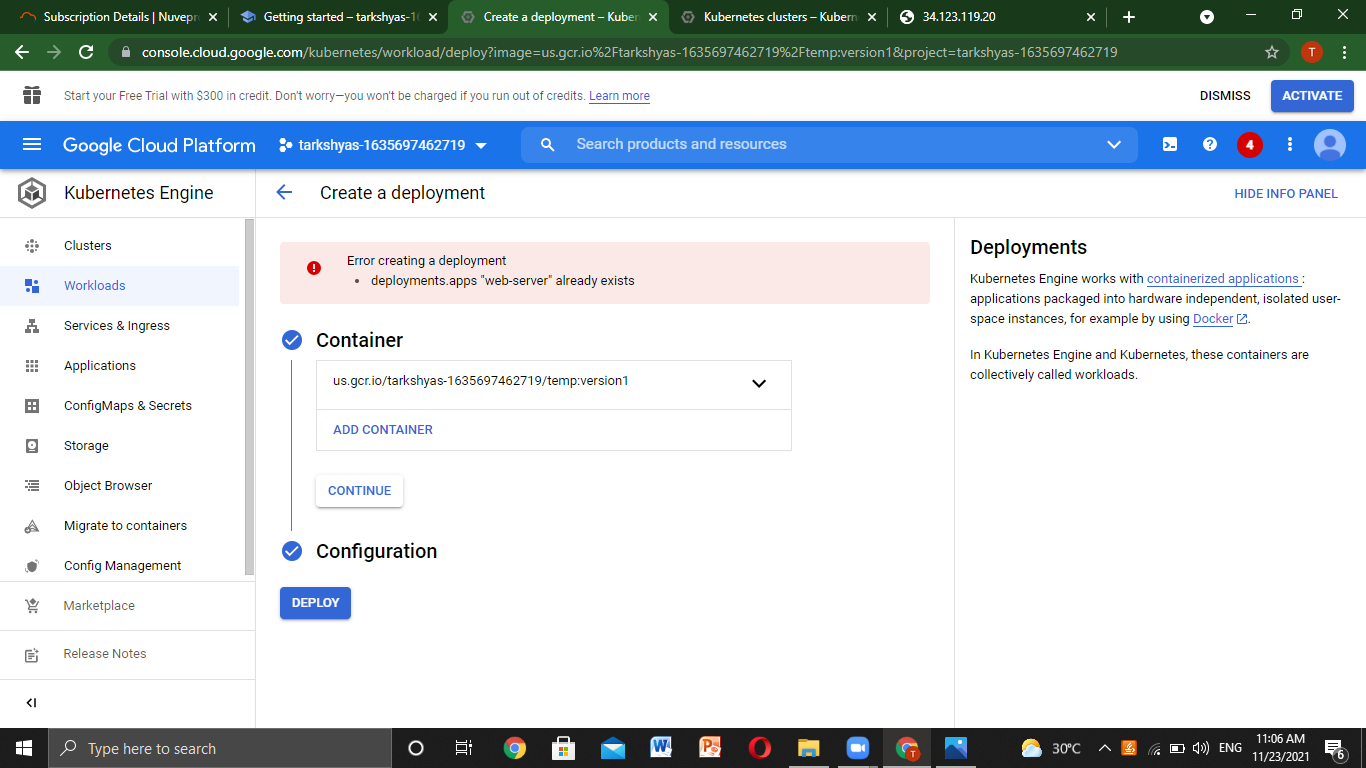 Subscription Details | Nuvepr
Getting started – tarkshyas-16
Create a deployment – Kuber
Kubernetes clusters – Kubern
34.123.119.20
console.cloud.google.com/kubernetes/workload/deploy?image=us.gcr.io%2Ftarkshyas-1635697462719%2Ftemp:version1&project=tarkshyas-1635697462719
T
Start your Free Trial with $300 in credit. Don't worry—you won't be charged if you run out of credits. Learn more
DISMISS
ACTIVATE
Google Cloud Platform
tarkshyas-1635697462719
Search products and resources
4
Kubernetes Engine
Create a deployment
HIDE INFO PANEL
Clusters
Workloads
Services & Ingress
Applications
ConfigMaps & Secrets
Storage
Object Browser
Migrate to containers
Config Management
Marketplace
Release Notes
Error creating a deployment
• deployments.apps "web-server" already exists
Container
us.gcr.io/tarkshyas-1635697462719/temp:version1
ADD CONTAINER
CONTINUE
Configuration
DEPLOY
Deployments
Kubernetes Engine works with containerized applications :
applications packaged into hardware independent, isolated user-
space instances, for example by using Docker.
In Kubernetes Engine and Kubernetes, these containers are
collectively called workloads.
Type here to search
T
30°C
ENG
11:06 AM
11/23/2021
6